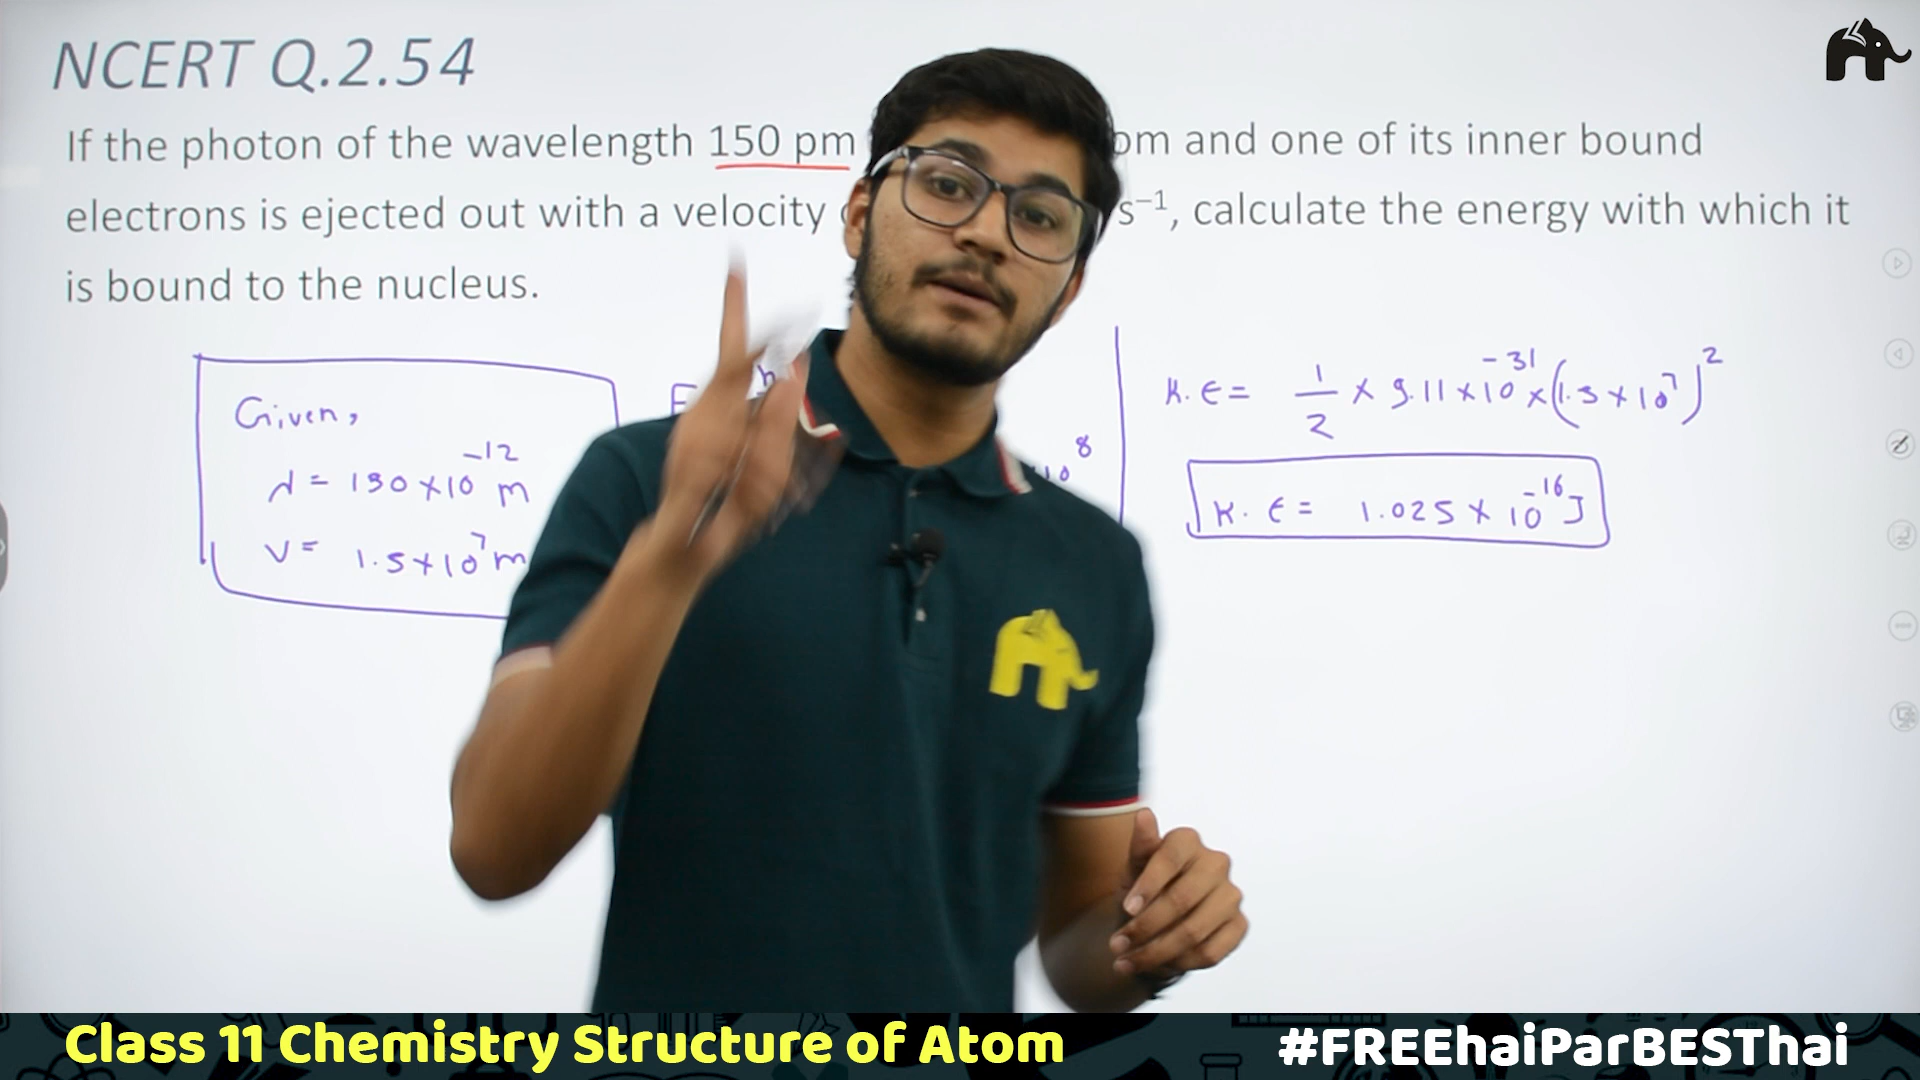 NCERT Q.2.54
If the photon of the wavelength 150 pm and one of its inner bound
electrons is ejected out with a velocity s⁻¹, calculate the energy with which it
is bound to the nucleus.
Given,
λ = 150 × 10⁻¹² m
v = 1.5 × 10⁷ m
E h
10⁸
K.E = 1/2 × 9.11 × 10⁻³¹ × (1.5 × 10⁷)²
K.E = 1.025 × 10⁻¹⁶ J
Class 11 Chemistry Structure of Atom
#FREEhaiParBESThai